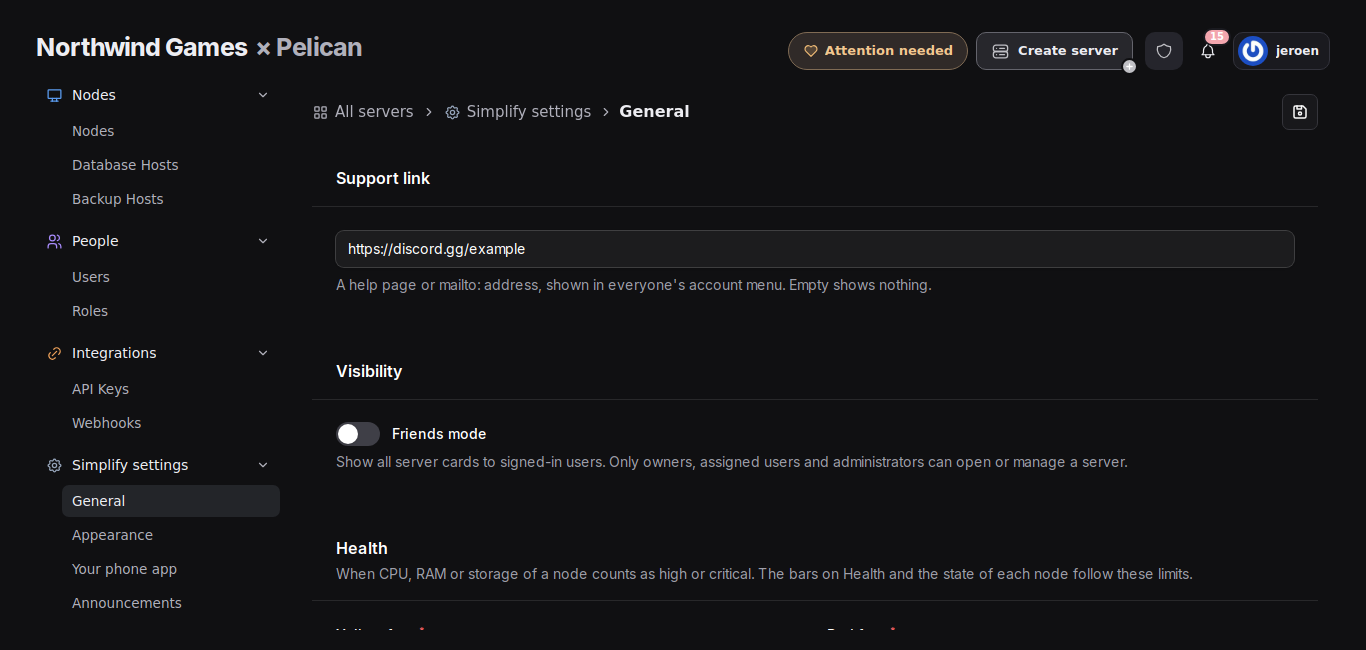 Northwind Games × Pelican
Attention needed
Create server
15
jeroen
Nodes
Nodes
Database Hosts
Backup Hosts
People
Users
Roles
Integrations
API Keys
Webhooks
Simplify settings
General
Appearance
Your phone app
Announcements
All servers > Simplify settings > General
Support link
https://discord.gg/example
A help page or mailto: address, shown in everyone's account menu. Empty shows nothing.
Visibility
Friends mode
Show all server cards to signed-in users. Only owners, assigned users and administrators can open or manage a server.
Health
When CPU, RAM or storage of a node counts as high or critical. The bars on Health and the state of each node follow these limits.